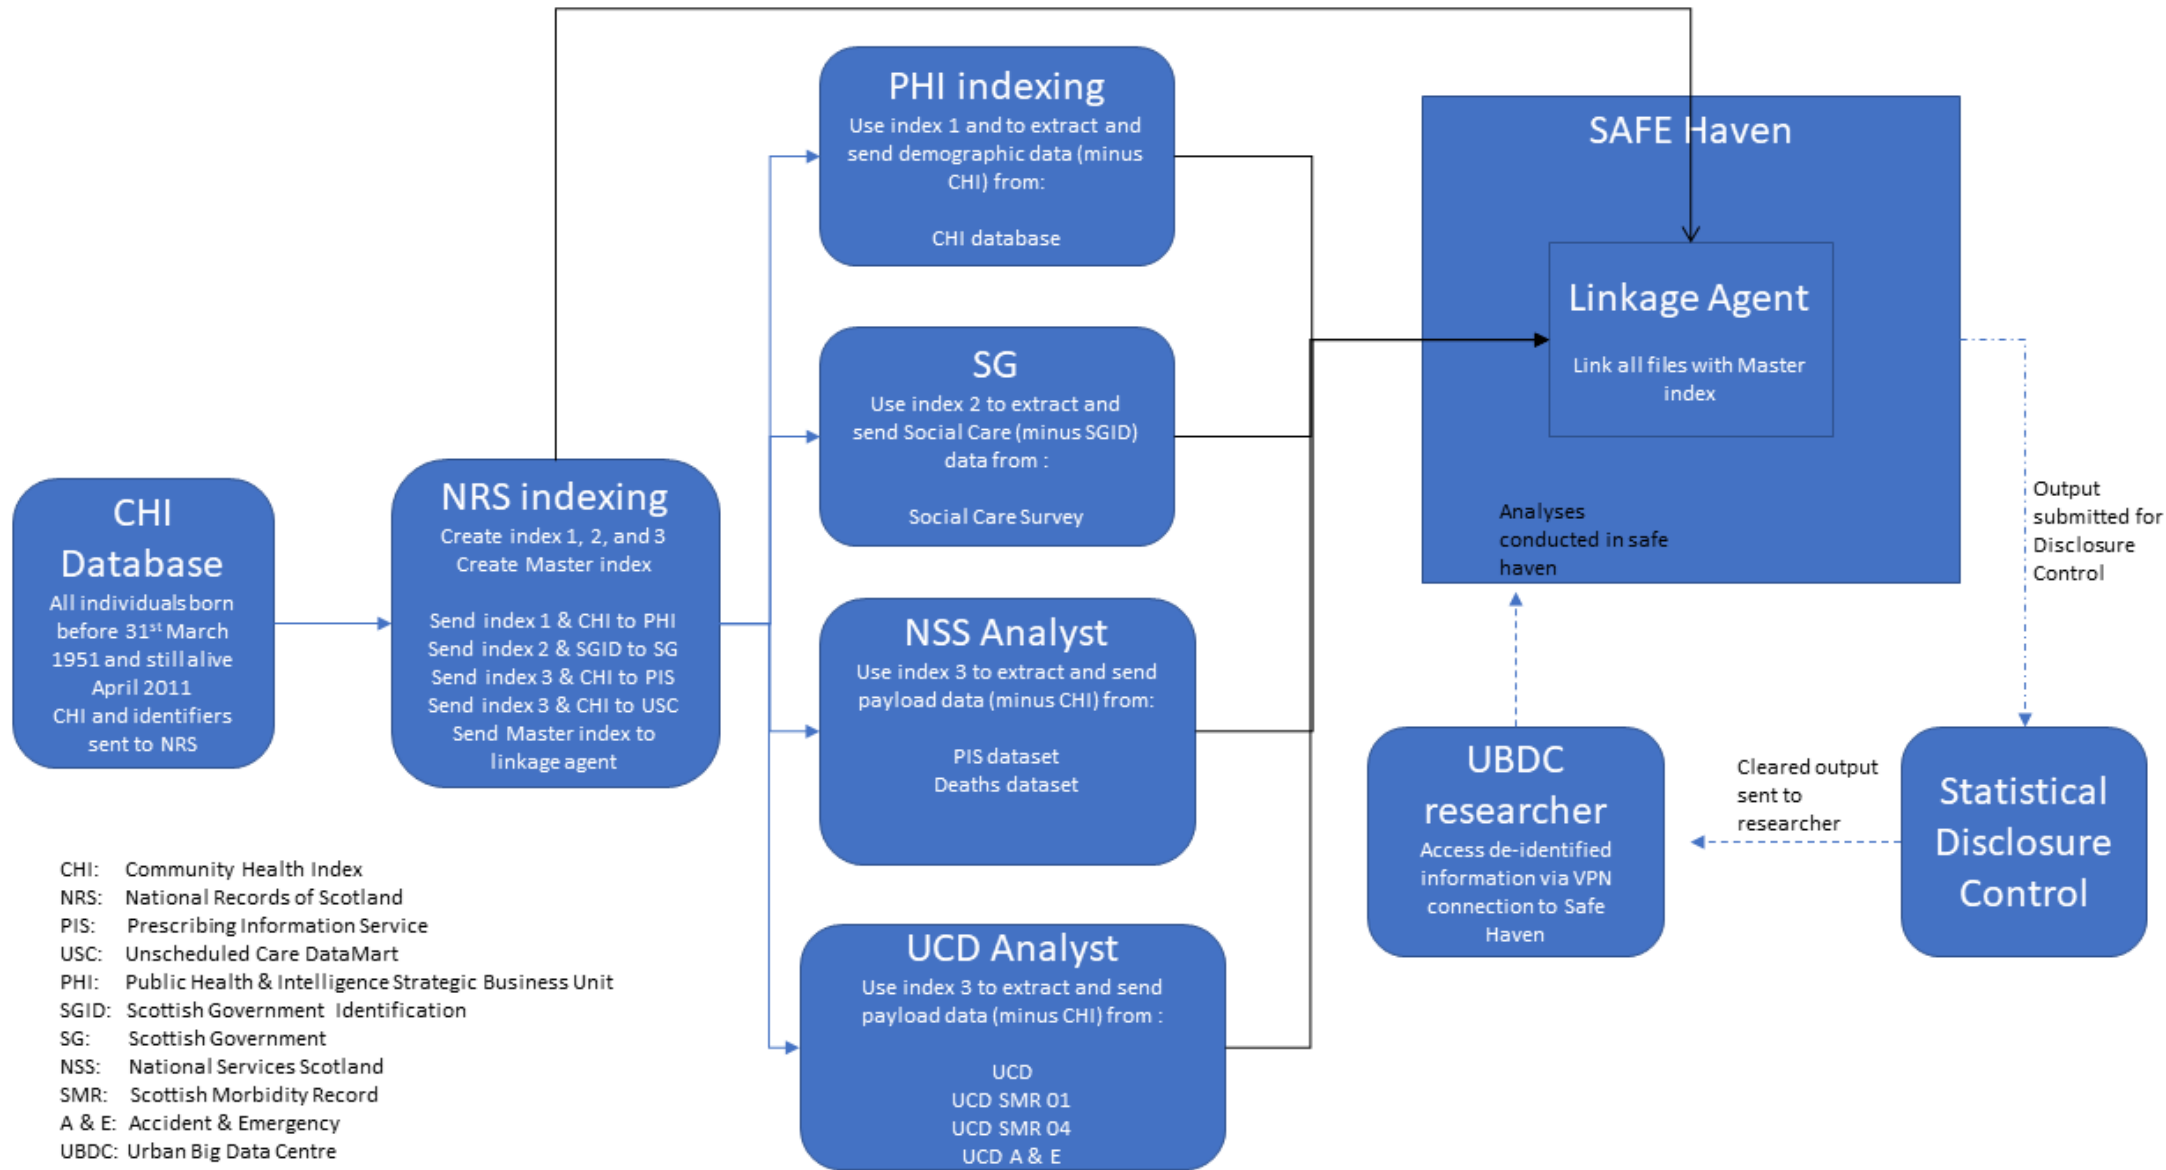 CHI
Database
All individuals born
before 31st March
1951 and still alive
April 2011
CHI and identifiers
sent to NRS
NRS indexing
Create index 1, 2, and 3
Create Master index
Send index 1 & CHI to PHI
Send index 2 & SGID to SG
Send index 3 & CHI to PIS
Send index 3 & CHI to USC
Send Master index to
linkage agent
PHI indexing
Use index 1 and to extract and
send demographic data (minus
CHI) from:
CHI database
SG
Use index 2 to extract and
send Social Care (minus SGID)
data from :
Social Care Survey
NSS Analyst
Use index 3 to extract and send
payload data (minus CHI) from:
PIS dataset
Deaths dataset
UCD Analyst
Use index 3 to extract and send
payload data (minus CHI) from :
UCD
UCD SMR 01
UCD SMR 04
UCD A & E
SAFE Haven
Linkage Agent
Link all files with Master
index
Analyses
conducted in safe
haven
Output
submitted for
Disclosure
Control
UBDC
researcher
Access de-identified
information via VPN
connection to Safe
Haven
Cleared output
sent to
researcher
Statistical
Disclosure
Control
CHI: Community Health Index
NRS: National Records of Scotland
PIS: Prescribing Information Service
USC: Unscheduled Care DataMart
PHI: Public Health & Intelligence Strategic Business Unit
SGID: Scottish Government Identification
SG: Scottish Government
NSS: National Services Scotland
SMR: Scottish Morbidity Record
A & E: Accident & Emergency
UBDC: Urban Big Data Centre